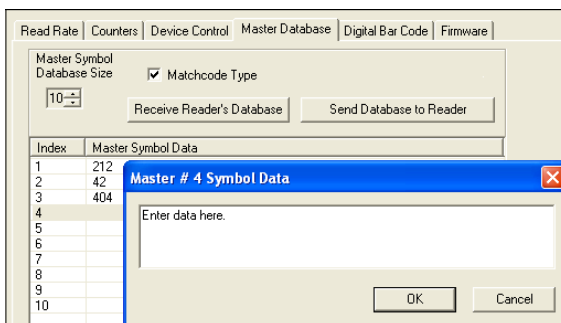 Read Rate Counters Device Control Master Database Digital Bar Code Firmware
Master Symbol
Database Size
Matchcode Type
10
Receive Reader's Database Send Database to Reader
Index Master Symbol Data
1 212
2 42
3 404
4
5
6
7
8
9
10
Master # 4 Symbol Data
Enter data here.
OK Cancel